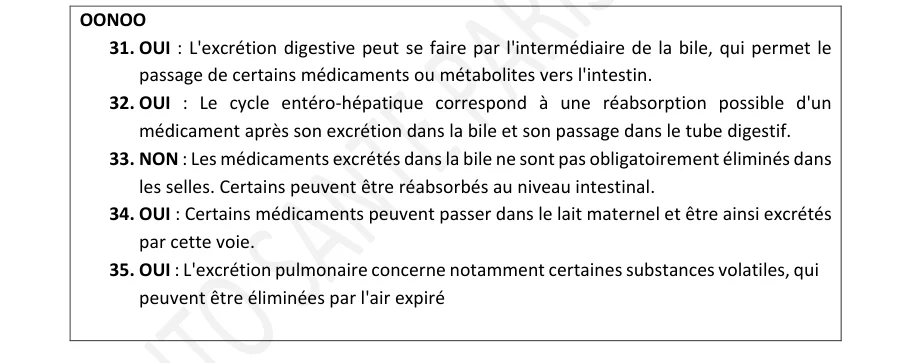 OONOO
31. OUI : L'excrétion digestive peut se faire par l'intermédiaire de la bile, qui permet le
passage de certains médicaments ou métabolites vers l'intestin.
32. OUI : Le cycle entéro-hépatique correspond à une réabsorption possible d'un
médicament après son excrétion dans la bile et son passage dans le tube digestif.
33. NON : Les médicaments excrétés dans la bile ne sont pas obligatoirement éliminés dans
les selles. Certains peuvent être réabsorbés au niveau intestinal.
34. OUI : Certains médicaments peuvent passer dans le lait maternel et être ainsi excrétés
par cette voie.
35. OUI : L'excrétion pulmonaire concerne notamment certaines substances volatiles, qui
peuvent être éliminées par l'air expiré